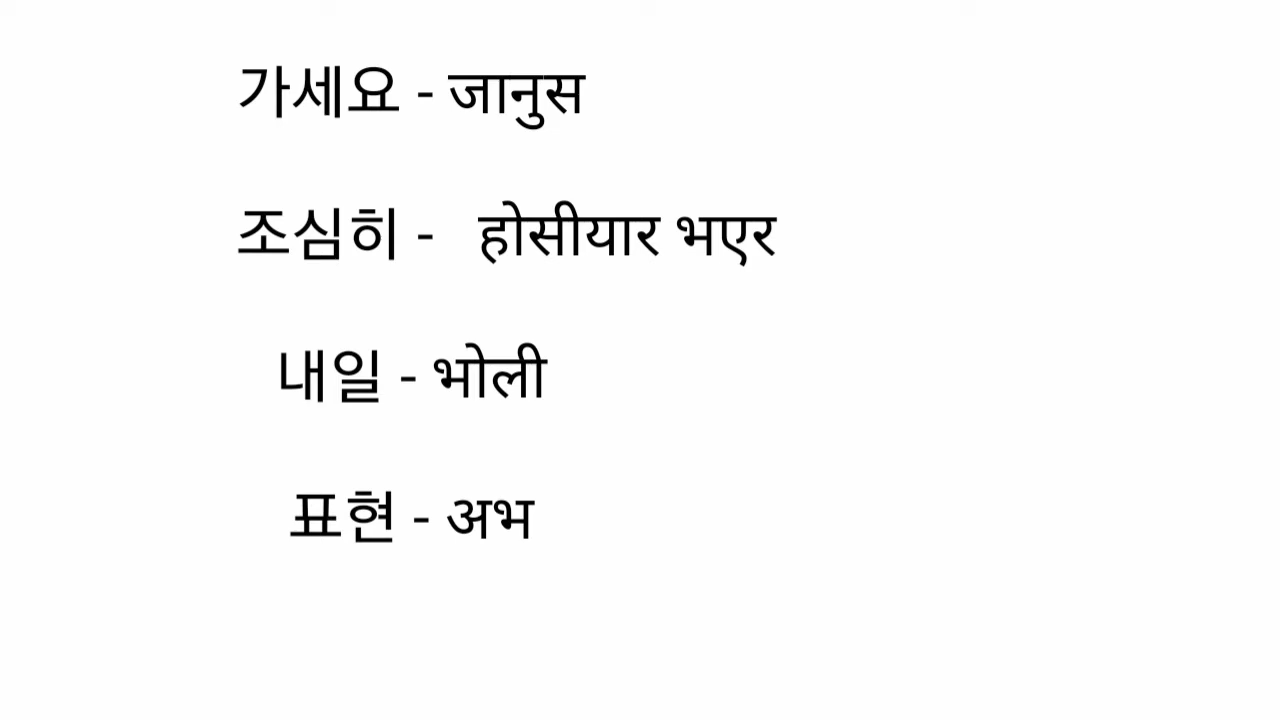 가세요 - जानुस
조심히 - होसीयार भएर
내일 - भोली
표현 - अभ